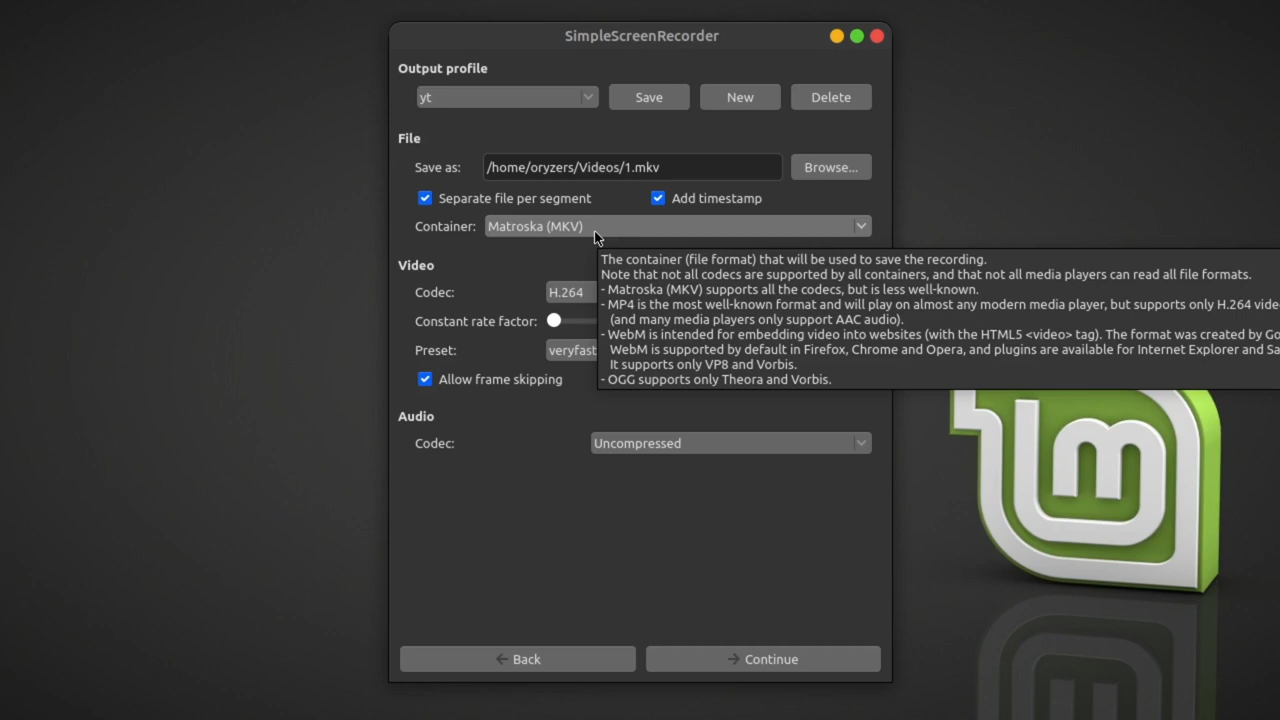 SimpleScreenRecorder
Output profile
yt
Save
New
Delete
File
Save as:
/home/oryzers/Videos/1.mkv
Browse...
Separate file per segment
Add timestamp
Container:
Matroska (MKV)
The container (file format) that will be used to save the recording.
Note that not all codecs are supported by all containers, and that not all media players can read all file formats.
- Matroska (MKV) supports all the codecs, but is less well-known.
- MP4 is the most well-known format and will play on almost any modern media player, but supports only H.264
(and many media players only support AAC audio).
- WebM is intended for embedding video into websites (with the HTML5 <video> tag). The format was created by
WebM is supported by default in Firefox, Chrome and Opera, and plugins are available for Internet Explorer and
It supports only VP8 and Vorbis.
- OGG supports only Theora and Vorbis.
Video
Codec:
H.264
Constant rate factor:
Preset:
veryfast
Allow frame skipping
Audio
Codec:
Uncompressed
Back
Continue